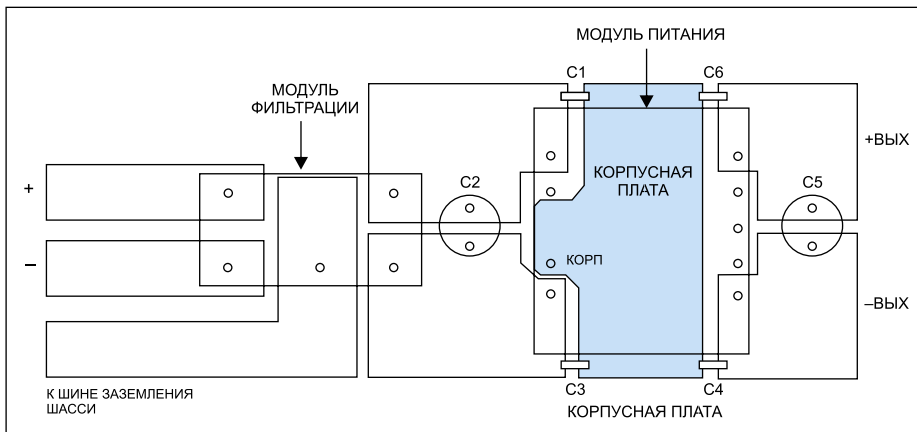 МОДУЛЬ ПИТАНИЯ
C1
C6
МОДУЛЬ
ФИЛЬТРАЦИИ
+ВЫХ
КОРПУСНАЯ
ПЛАТА
+
C2
C5
–
КОРП
–ВЫХ
К ШИНЕ ЗАЗЕМЛЕНИЯ
ШАССИ
C3
C4
КОРПУСНАЯ ПЛАТА